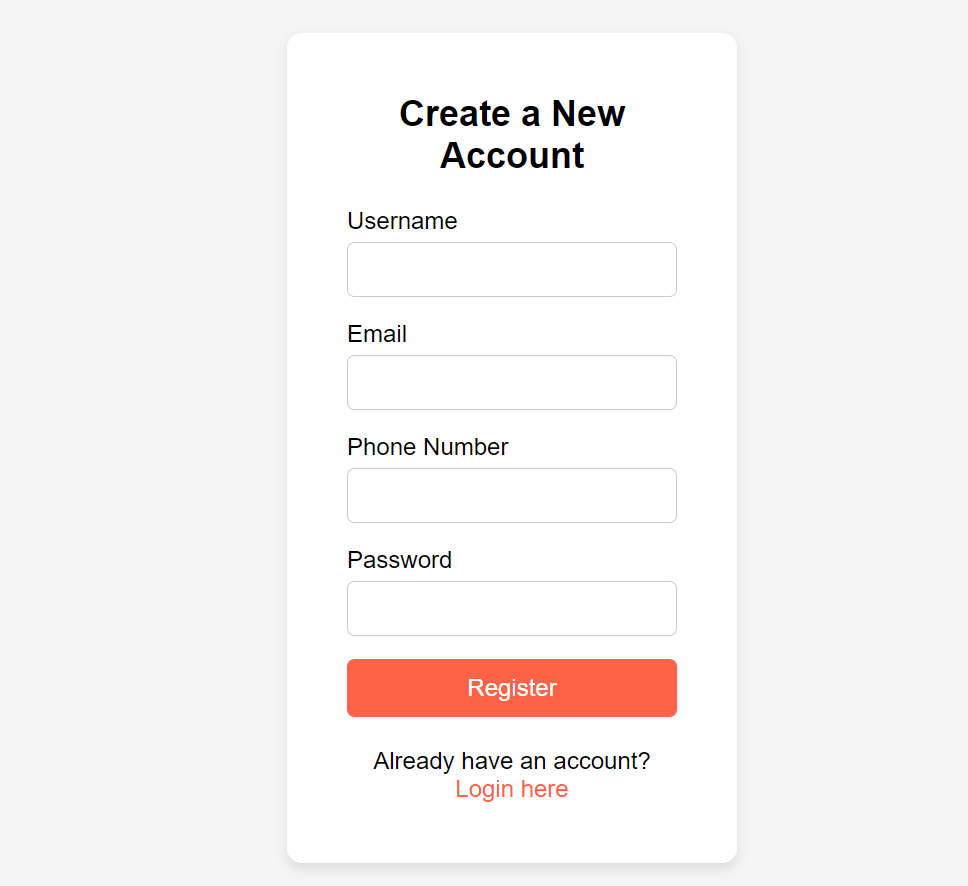 Create a New
Account
Username
Email
Phone Number
Password
Register
Already have an account?
Login here